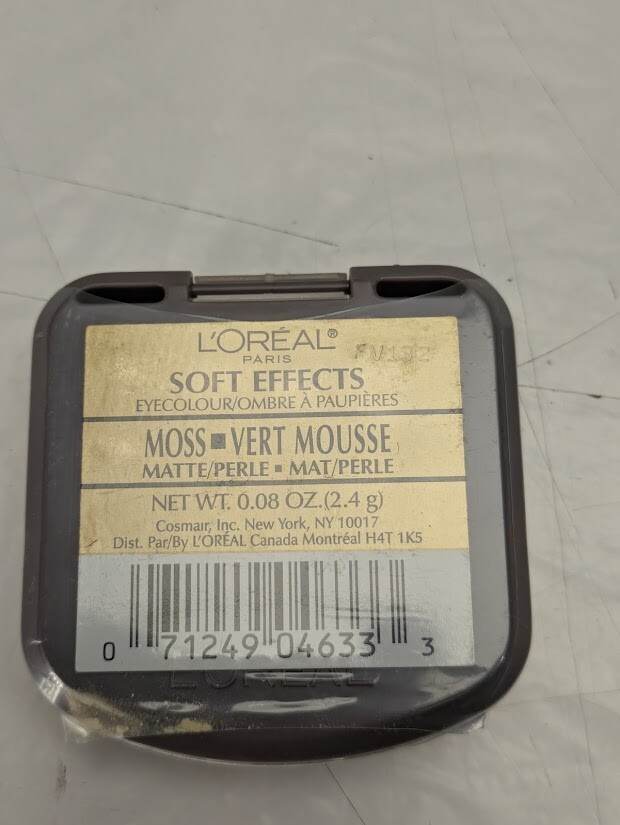 L'ORÉAL®
PARIS
FV132
SOFT EFFECTS
EYECOLOUR/OMBRE À PAUPIÈRES
MOSS ▪ VERT MOUSSE
MATTE/PERLE ▪ MAT/PERLE
NET WT. 0.08 OZ.(2.4 g)
Cosmair, Inc. New York, NY 10017
Dist. Par/By L'ORÉAL Canada Montréal H4T 1K5
0 71249 04633 3
L'ORÉAL